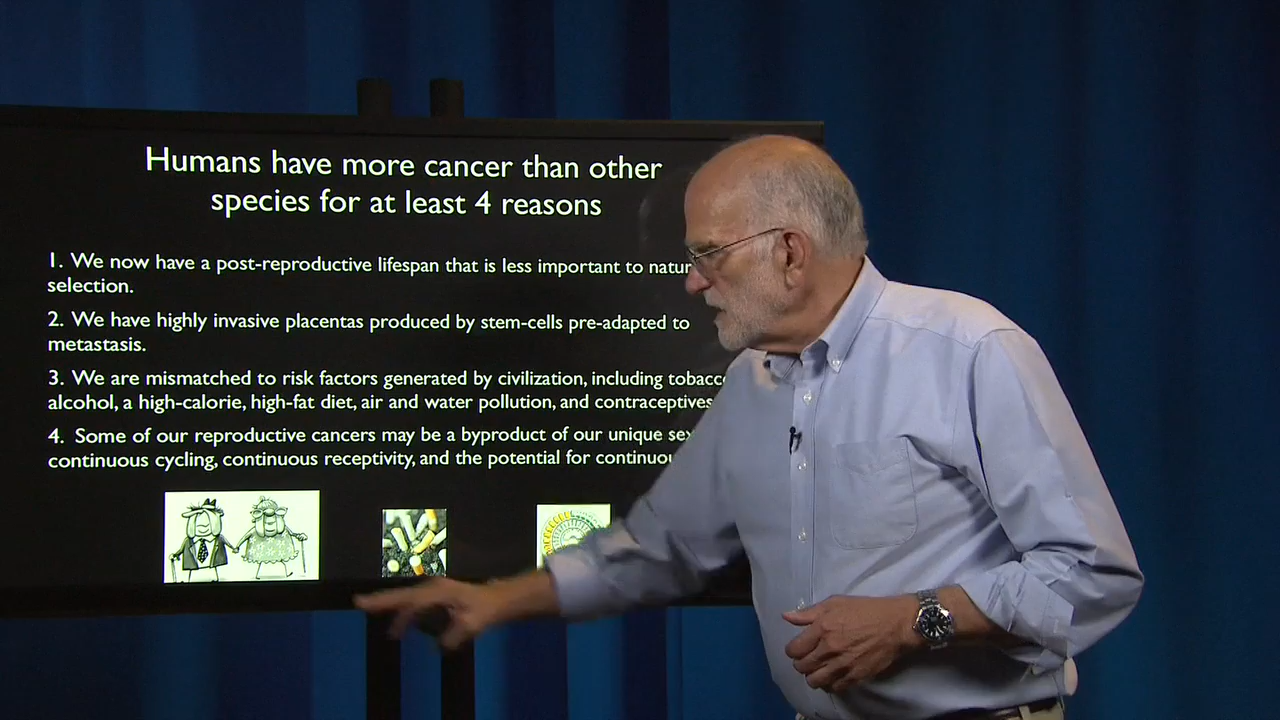 Humans have more cancer than other
species for at least 4 reasons
1. We now have a post-reproductive lifespan that is less important to
selection.
2. We have highly invasive placentas produced by stem-cells pre-adapted to
metastasis.
3. We are mismatched to risk factors generated by civilization, including
alcohol, a high-calorie, high-fat diet, air and water pollution, and contraceptives
4. Some of our reproductive cancers may be a byproduct of our unique
continuous cycling, continuous receptivity, and the potential for